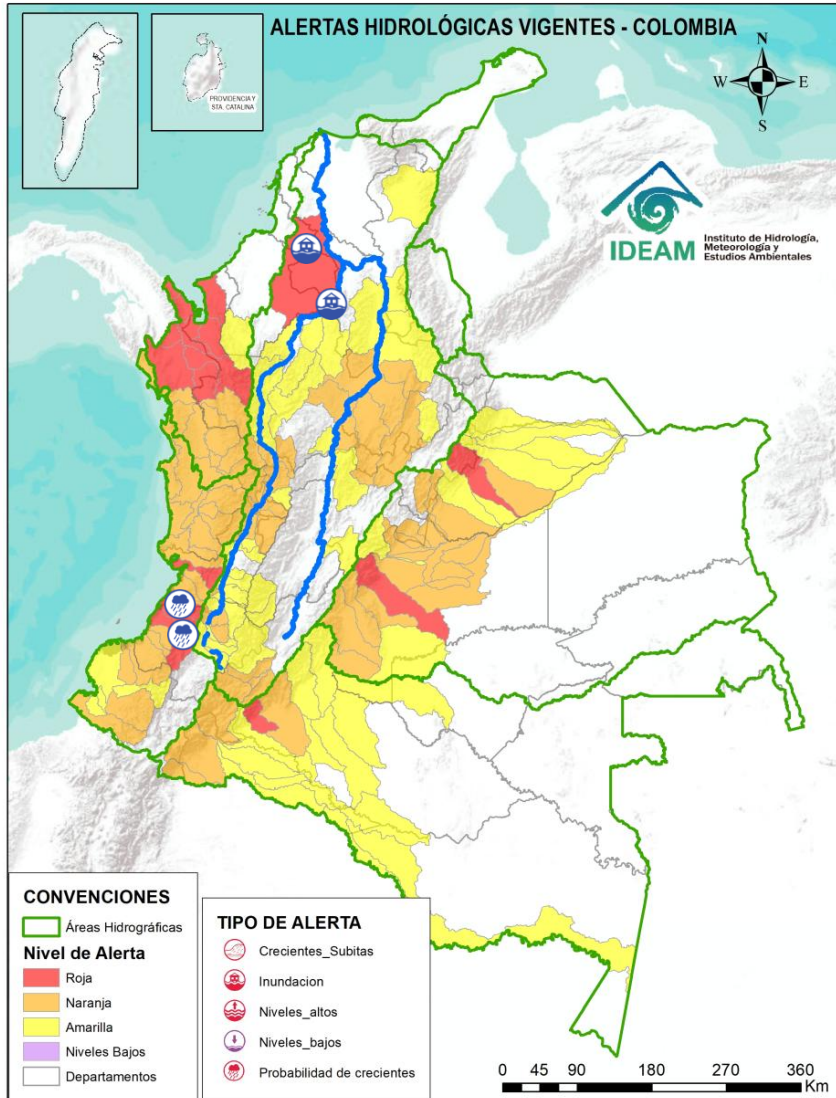 ALERTAS HIDROLÓGICAS VIGENTES - COLOMBIA
PROVIDENCIA Y
STA. CATALINA
N
W
E
S
IDEAM
Instituto de Hidrología,
Meteorología y
Estudios Ambientales
CONVENCIONES
Áreas Hidrográficas
Nivel de Alerta
Roja
Naranja
Amarilla
Niveles Bajos
Departamentos
TIPO DE ALERTA
Crecientes_Subitas
Inundacion
Niveles_altos
Niveles_bajos
Probabilidad de crecientes
0 45 90 180 270 360
Km